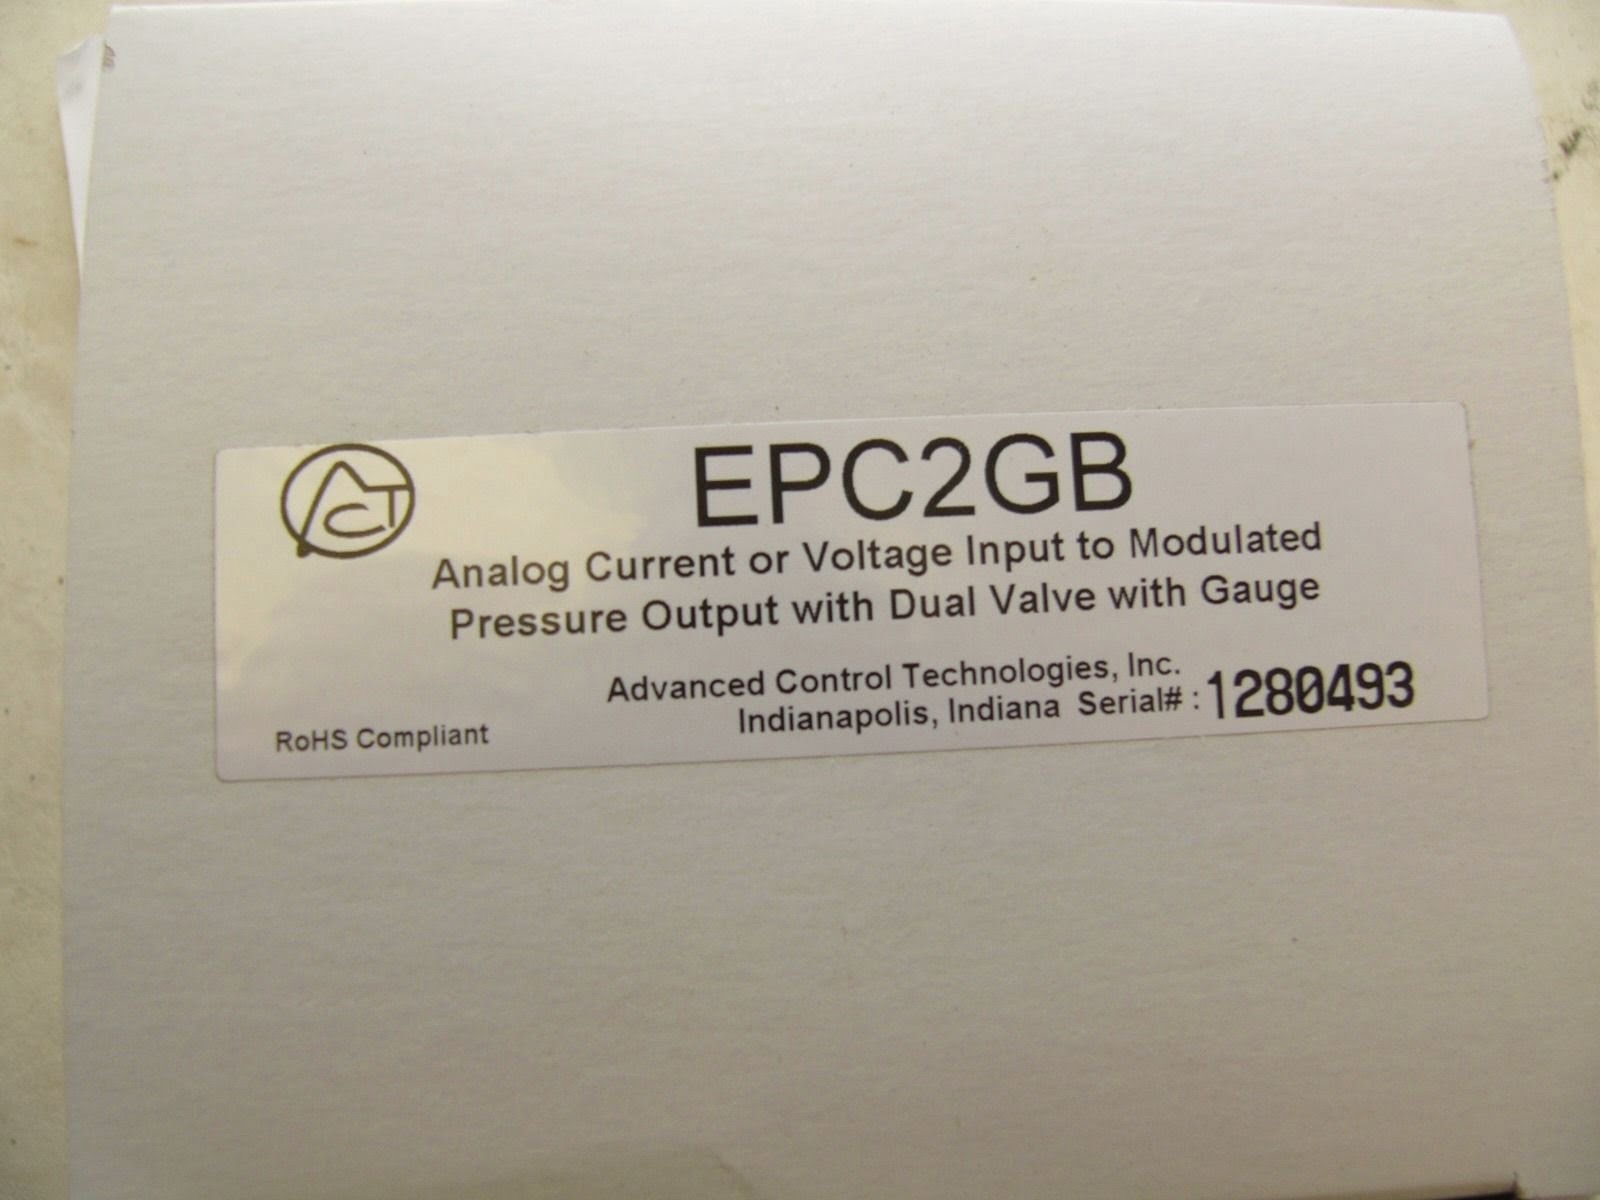 ACT
EPC2GB
Analog Current or Voltage Input to Modulated
Pressure Output with Dual Valve with Gauge
Advanced Control Technologies, Inc.
Indianapolis, Indiana Serial# : 1280493
RoHS Compliant